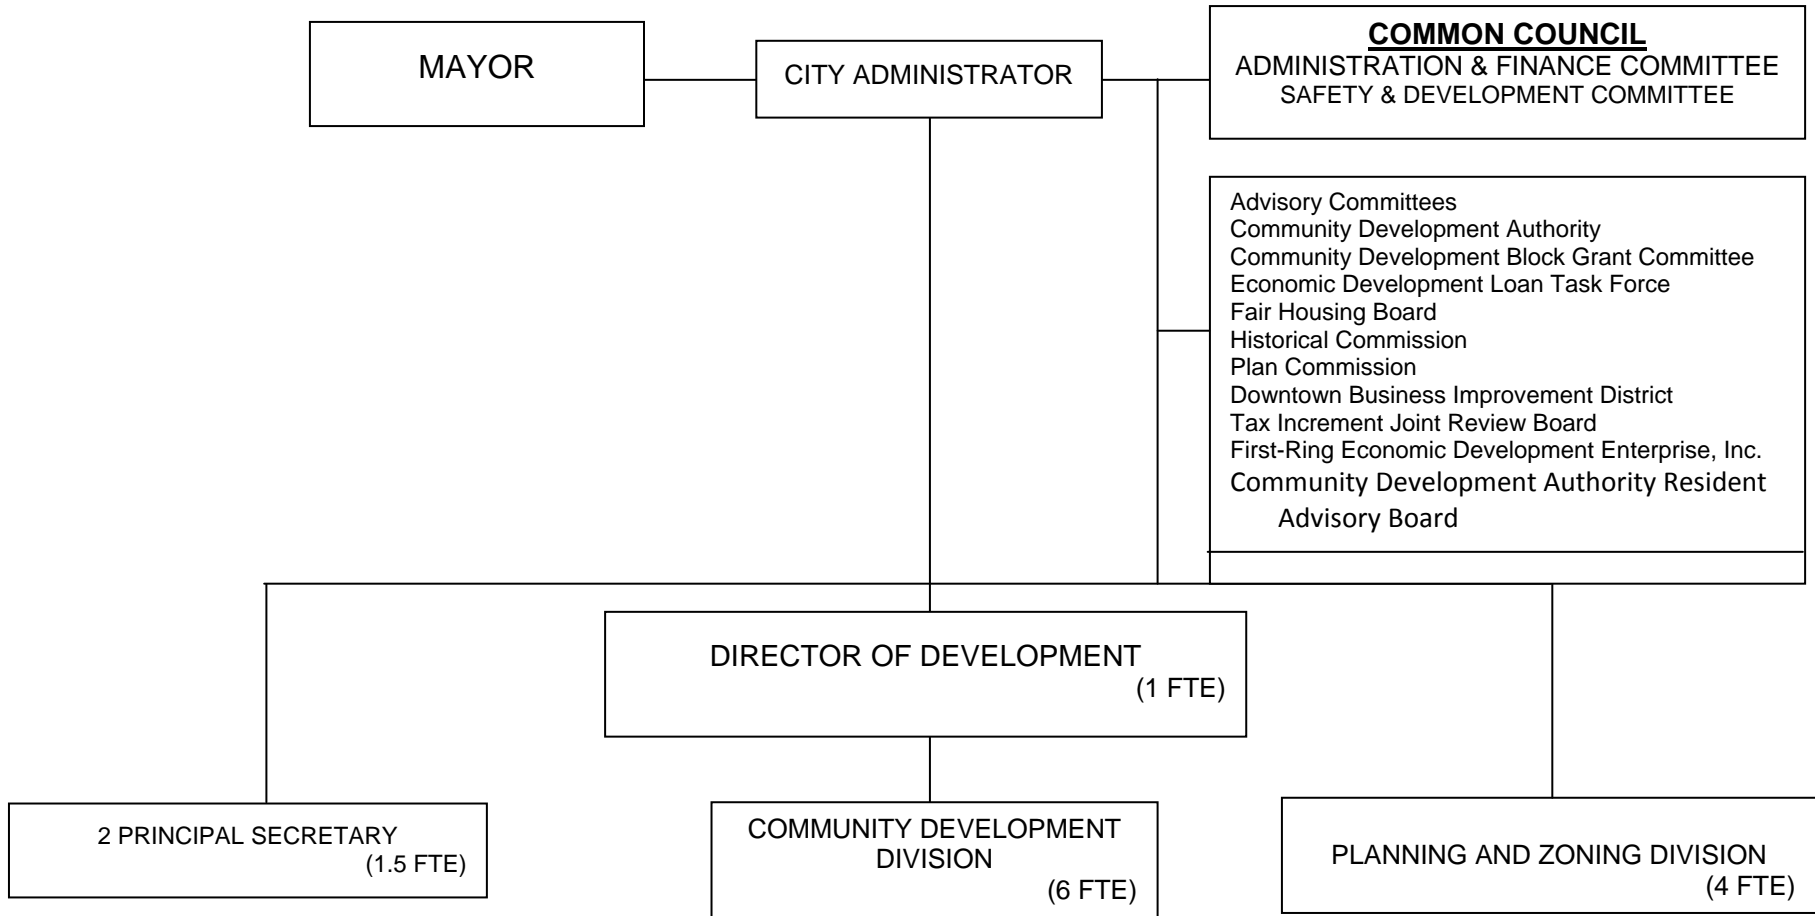 MAYOR
CITY ADMINISTRATOR
COMMON COUNCIL
ADMINISTRATION & FINANCE COMMITTEE
SAFETY & DEVELOPMENT COMMITTEE
Advisory Committees
Community Development Authority
Community Development Block Grant Committee
Economic Development Loan Task Force
Fair Housing Board
Historical Commission
Plan Commission
Downtown Business Improvement District
Tax Increment Joint Review Board
First-Ring Economic Development Enterprise, Inc.
Community Development Authority Resident
Advisory Board
DIRECTOR OF DEVELOPMENT
(1 FTE)
2 PRINCIPAL SECRETARY
(1.5 FTE)
COMMUNITY DEVELOPMENT
DIVISION
(6 FTE)
PLANNING AND ZONING DIVISION
(4 FTE)